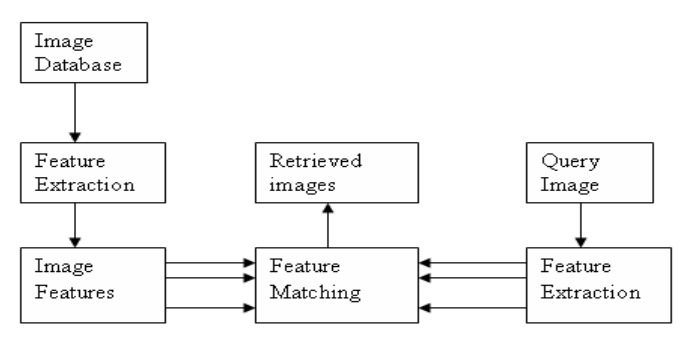 Image
Database
Feature
Extraction
Retrieved
images
Query
Image
Image
Features
Feature
Matching
Feature
Extraction